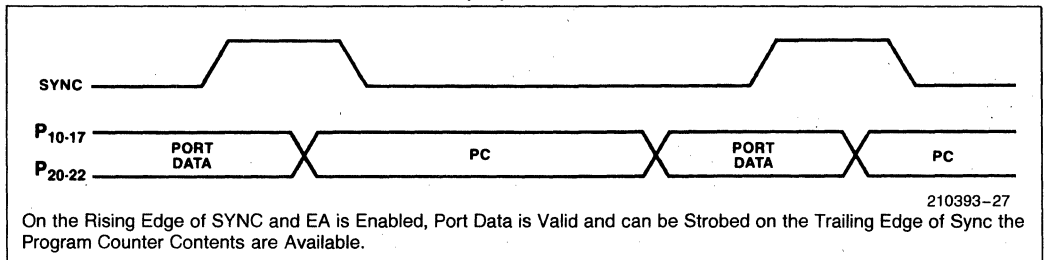 SYNC
P10-17
PORT DATA
PC
PORT DATA
PC
P20-22
210393–27
On the Rising Edge of SYNC and EA is Enabled, Port Data is Valid and can be Strobed on the Trailing Edge of Sync the
Program Counter Contents are Available.